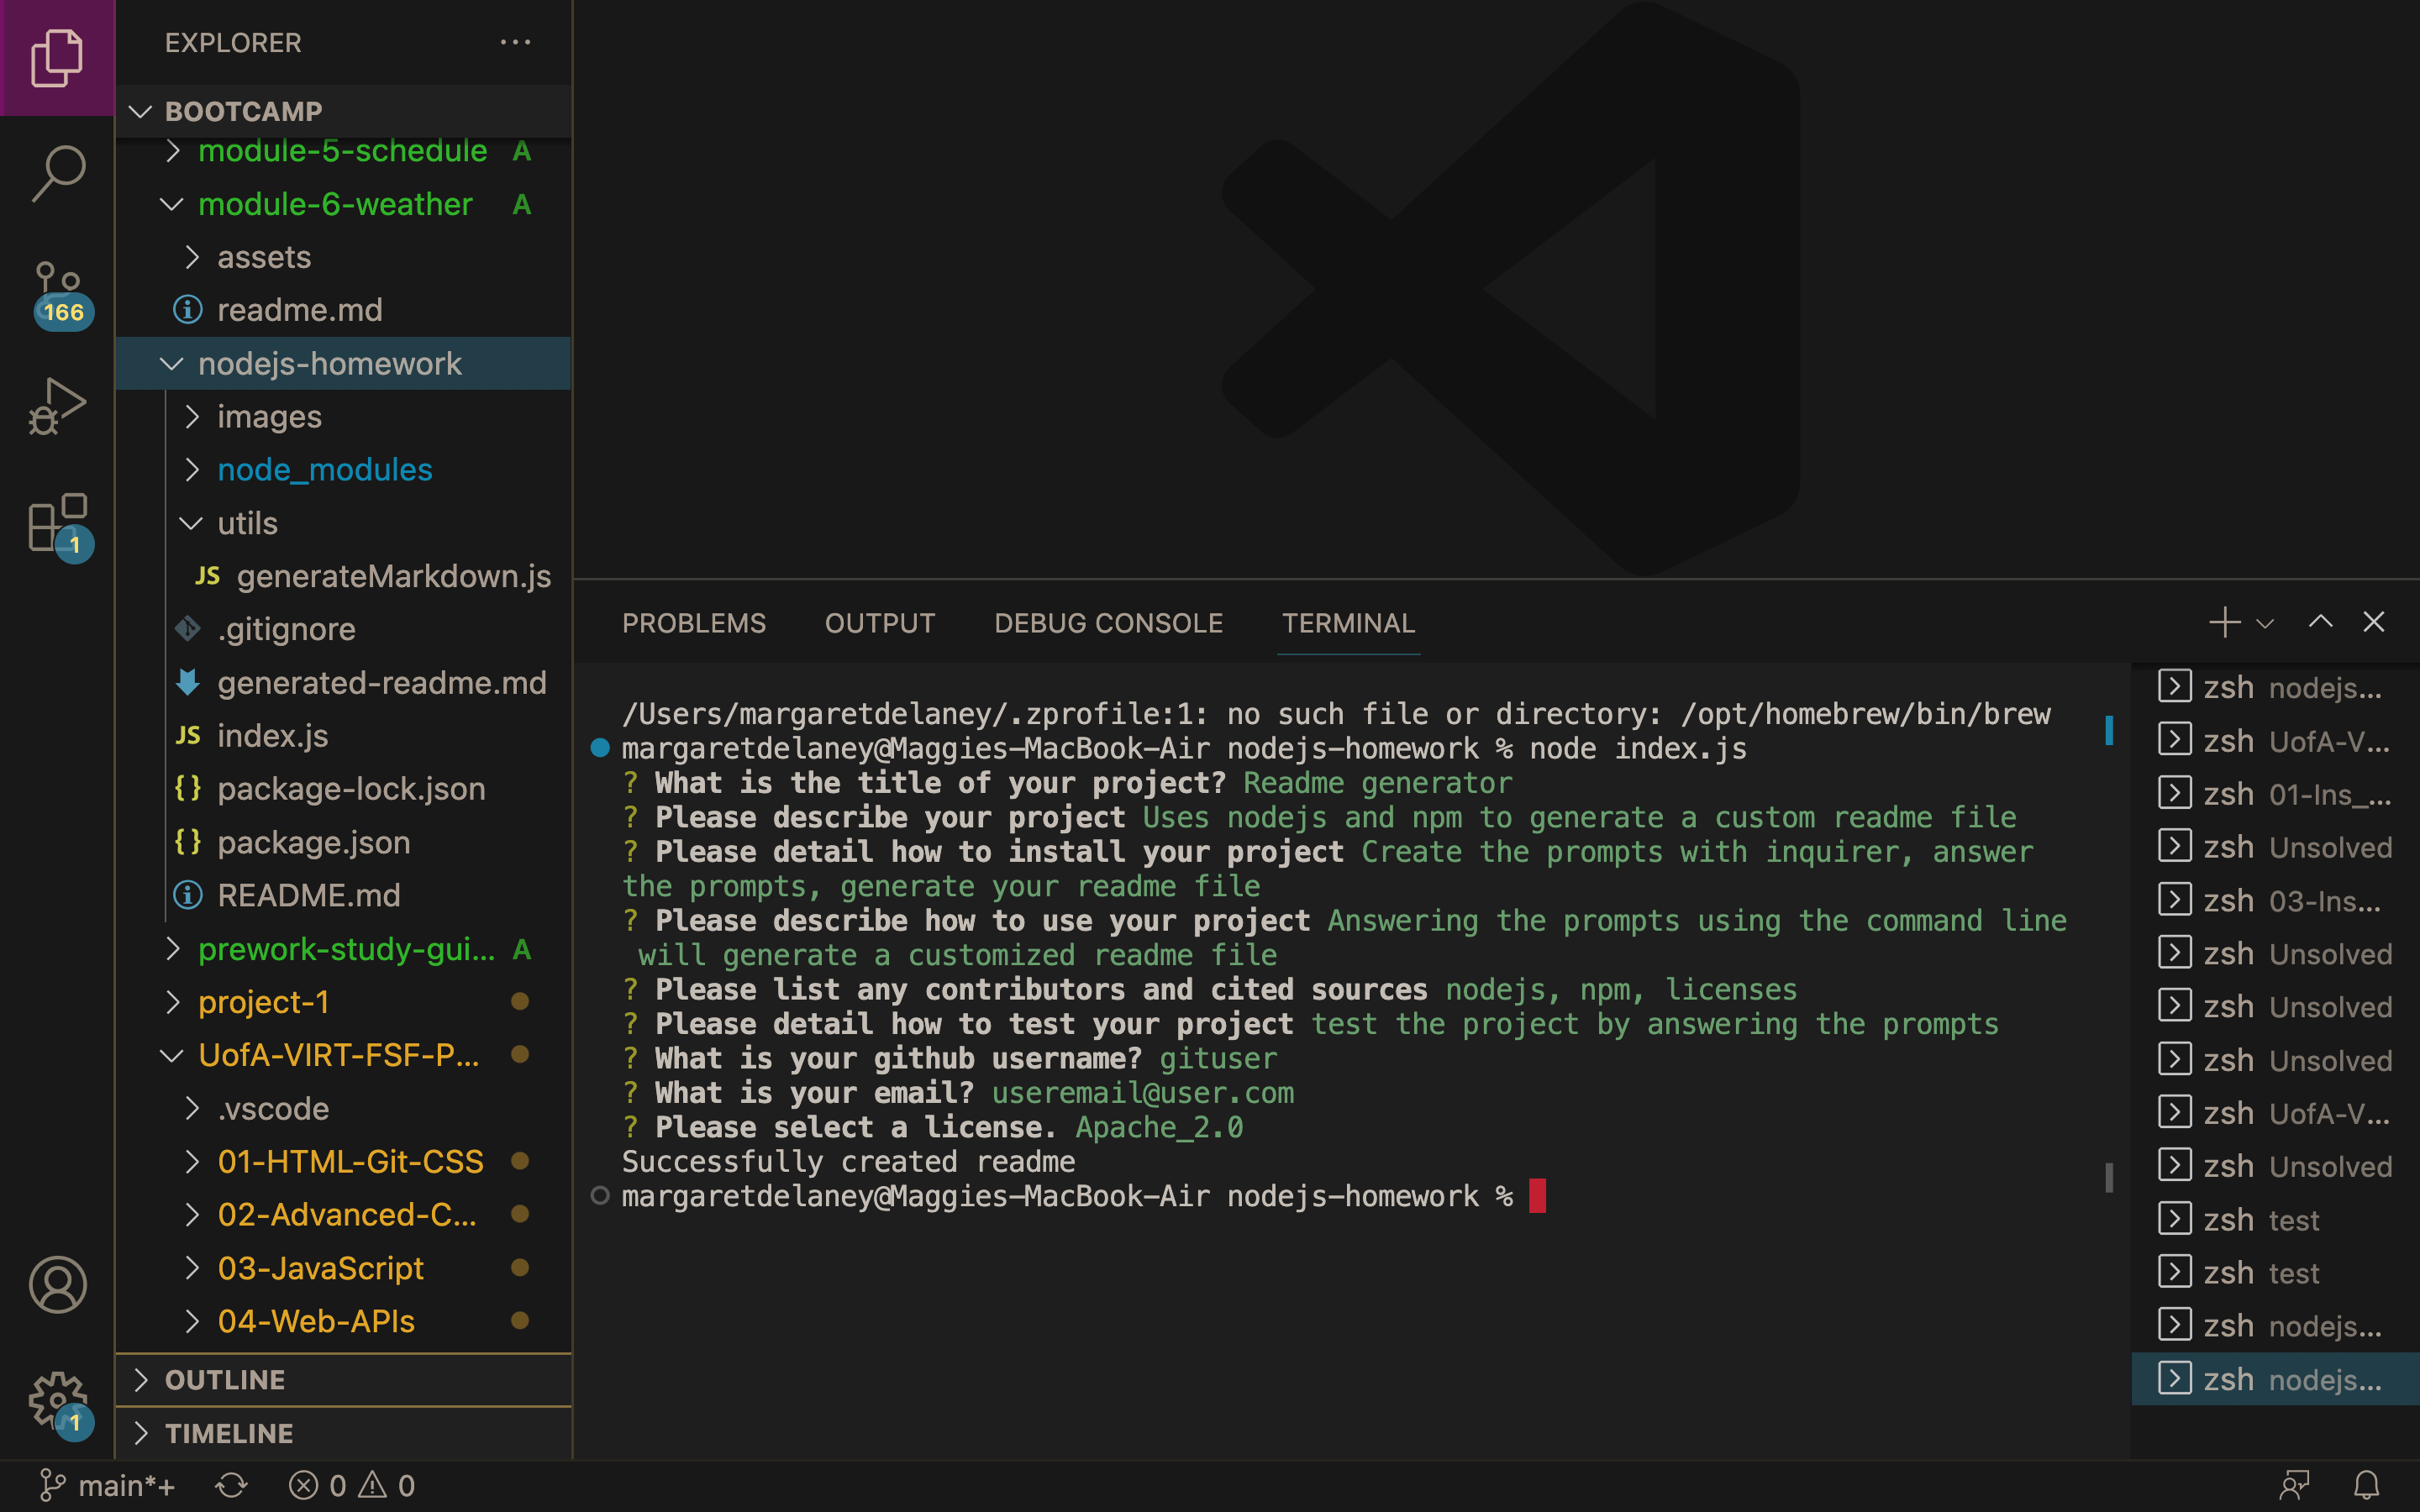 EXPLORER
BOOTCAMP
module-5-schedule A
module-6-weather A
assets
readme.md
nodejs-homework
images
node_modules
utils
JS generateMarkdown.js
.gitignore
generated-readme.md
JS index.js
{} package-lock.json
{} package.json
README.md
prework-study-gui... A
project-1
UofA-VIRT-FSF-P...
.vscode
01-HTML-Git-CSS
02-Advanced-C...
03-JavaScript
04-Web-APIs
OUTLINE
TIMELINE
166
1
1
PROBLEMS OUTPUT DEBUG CONSOLE TERMINAL
/Users/margaretdelaney/.zprofile:1: no such file or directory: /opt/homebrew/bin/brew
margaretdelaney@Maggies-MacBook-Air nodejs-homework % node index.js
? What is the title of your project? Readme generator
? Please describe your project Uses nodejs and npm to generate a custom readme file
? Please detail how to install your project Create the prompts with inquirer, answer
the prompts, generate your readme file
? Please describe how to use your project Answering the prompts using the command line
will generate a customized readme file
? Please list any contributors and cited sources nodejs, npm, licenses
? Please detail how to test your project test the project by answering the prompts
? What is your github username? gituser
? What is your email? useremail@user.com
? Please select a license. Apache_2.0
Successfully created readme
margaretdelaney@Maggies-MacBook-Air nodejs-homework %
zsh nodejs...
zsh UofA-V...
zsh 01-Ins_...
zsh Unsolved
zsh 03-Ins...
zsh Unsolved
zsh Unsolved
zsh Unsolved
zsh UofA-V...
zsh Unsolved
zsh test
zsh test
zsh nodejs...
zsh nodejs...
main*+ 0 0